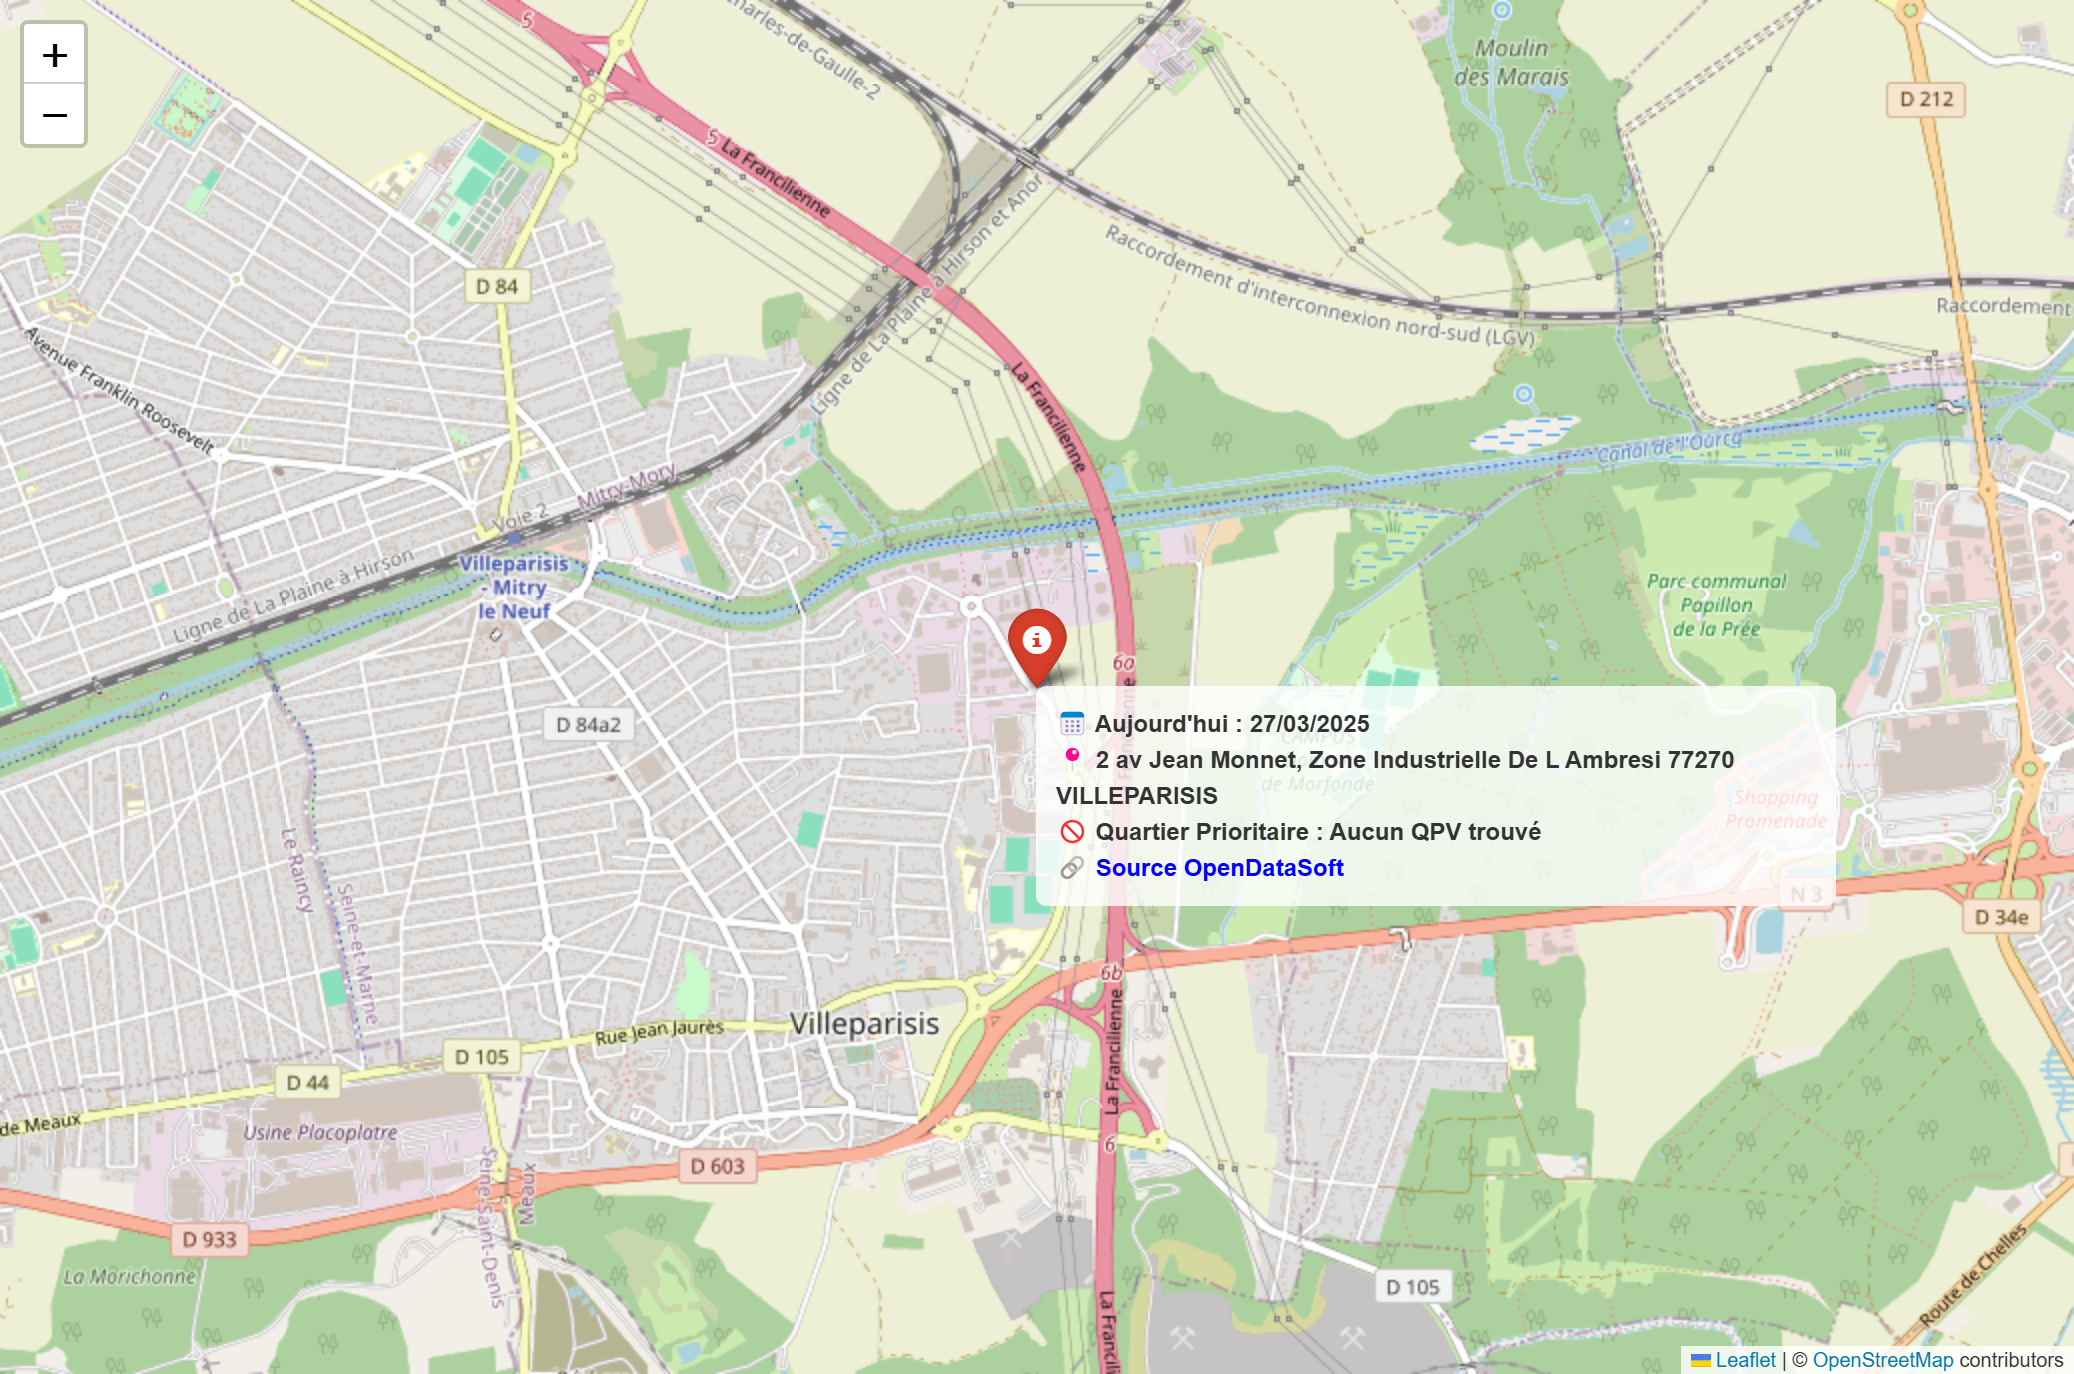 +
−
5
5 La Francilienne
Charles-de-Gaulle-2
Moulin
des Marais
D 212
D 84
Ligne de La Plaine à Hirson et Anor
Raccordement d'interconnexion nord-sud (LGV)
Raccordement
Avenue Franklin Roosevelt
La Francilienne
Canal de l'Ourcq
Mitry-Mory
Voie 2
Villeparisis
- Mitry
le Neuf
Ligne de La Plaine à Hirson
Parc communal
Papillon
de la Prée
6a
D 84a2
Aujourd'hui : 27/03/2025
2 av Jean Monnet, Zone Industrielle De L Ambresi 77270
VILLEPARISIS
Quartier Prioritaire : Aucun QPV trouvé
Source OpenDataSoft
CAMPUS
de Morfondé
Shopping
Promenade
N 3
D 34e
Le Raincy
Seine-et-Marne
6b
La Francilienne
Villeparisis
Rue Jean Jaurès
D 105
D 44
de Meaux
Usine Placoplatre
D 603
6
Seine-Saint-Denis
Meaux
D 933
La Morichonne
D 105
Route de Chelles
La Francili
Leaflet | © OpenStreetMap contributors